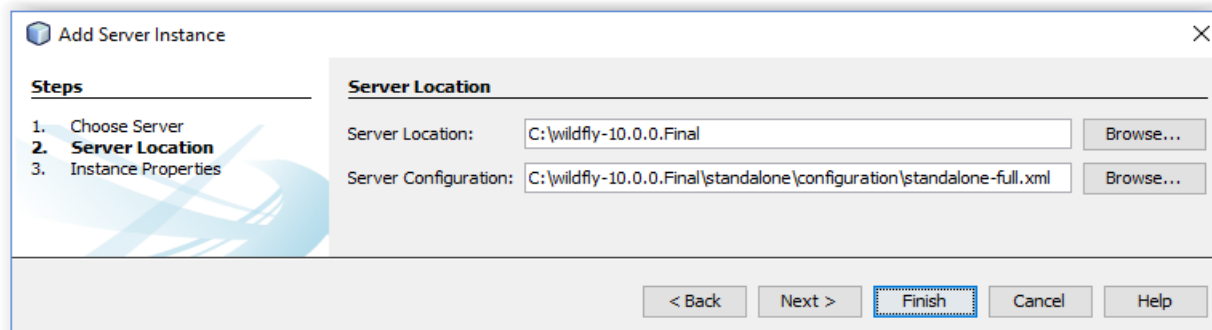 Add Server Instance
Steps
1. Choose Server
2. Server Location
3. Instance Properties
Server Location
Server Location: C:\wildfly-10.0.0.Final Browse...
Server Configuration: C:\wildfly-10.0.0.Final\standalone\configuration\standalone-full.xml Browse...
< Back Next > Finish Cancel Help